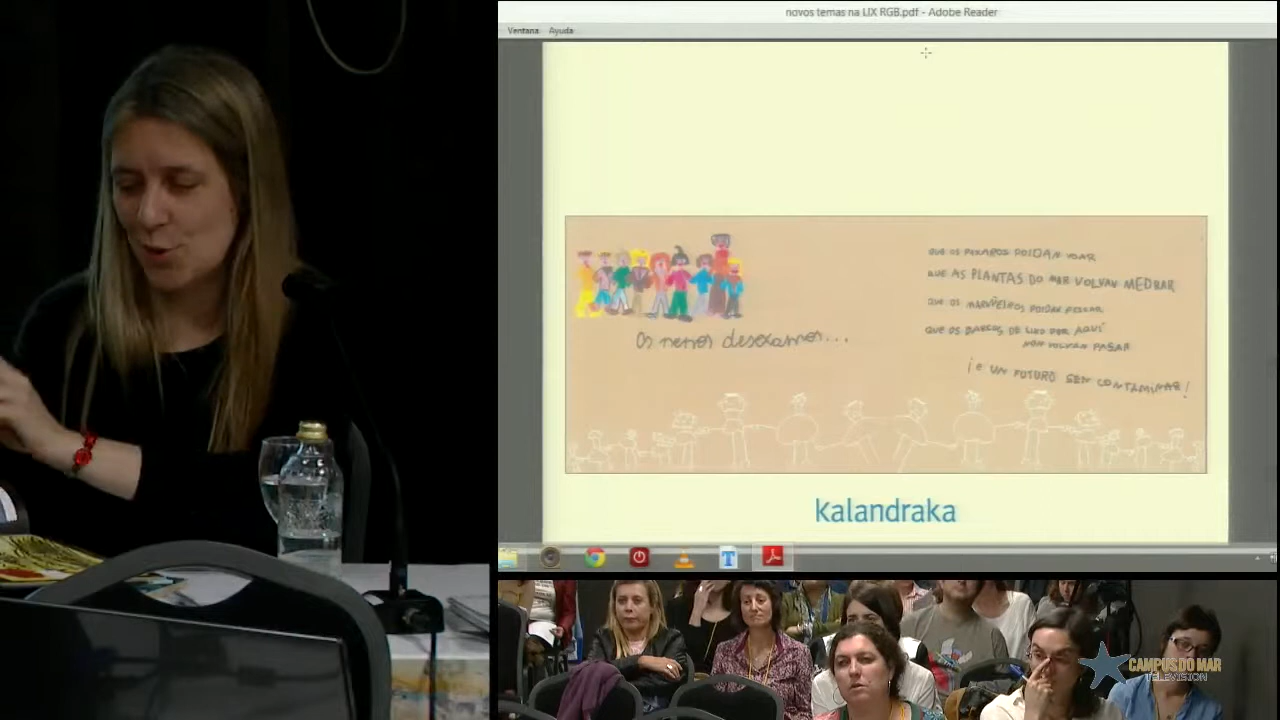 novos temas na LIX RGB.pdf - Adobe Reader
Ventana Ayuda
QUE OS PAXAROS POIDAN VOAR
QUE AS PLANTAS DO MAR VOLVAN MEDRAR
QUE OS MARIÑEIROS POIDAN PESCAR
QUE OS BARCOS DE LIXO POR AQUÍ
NON VOLVAN PASAR
¡E UN FUTURO SEN CONTAMINAR!
Os nenos desexamos...
kalandraka
CAMPUS DO MAR
TELEVISION